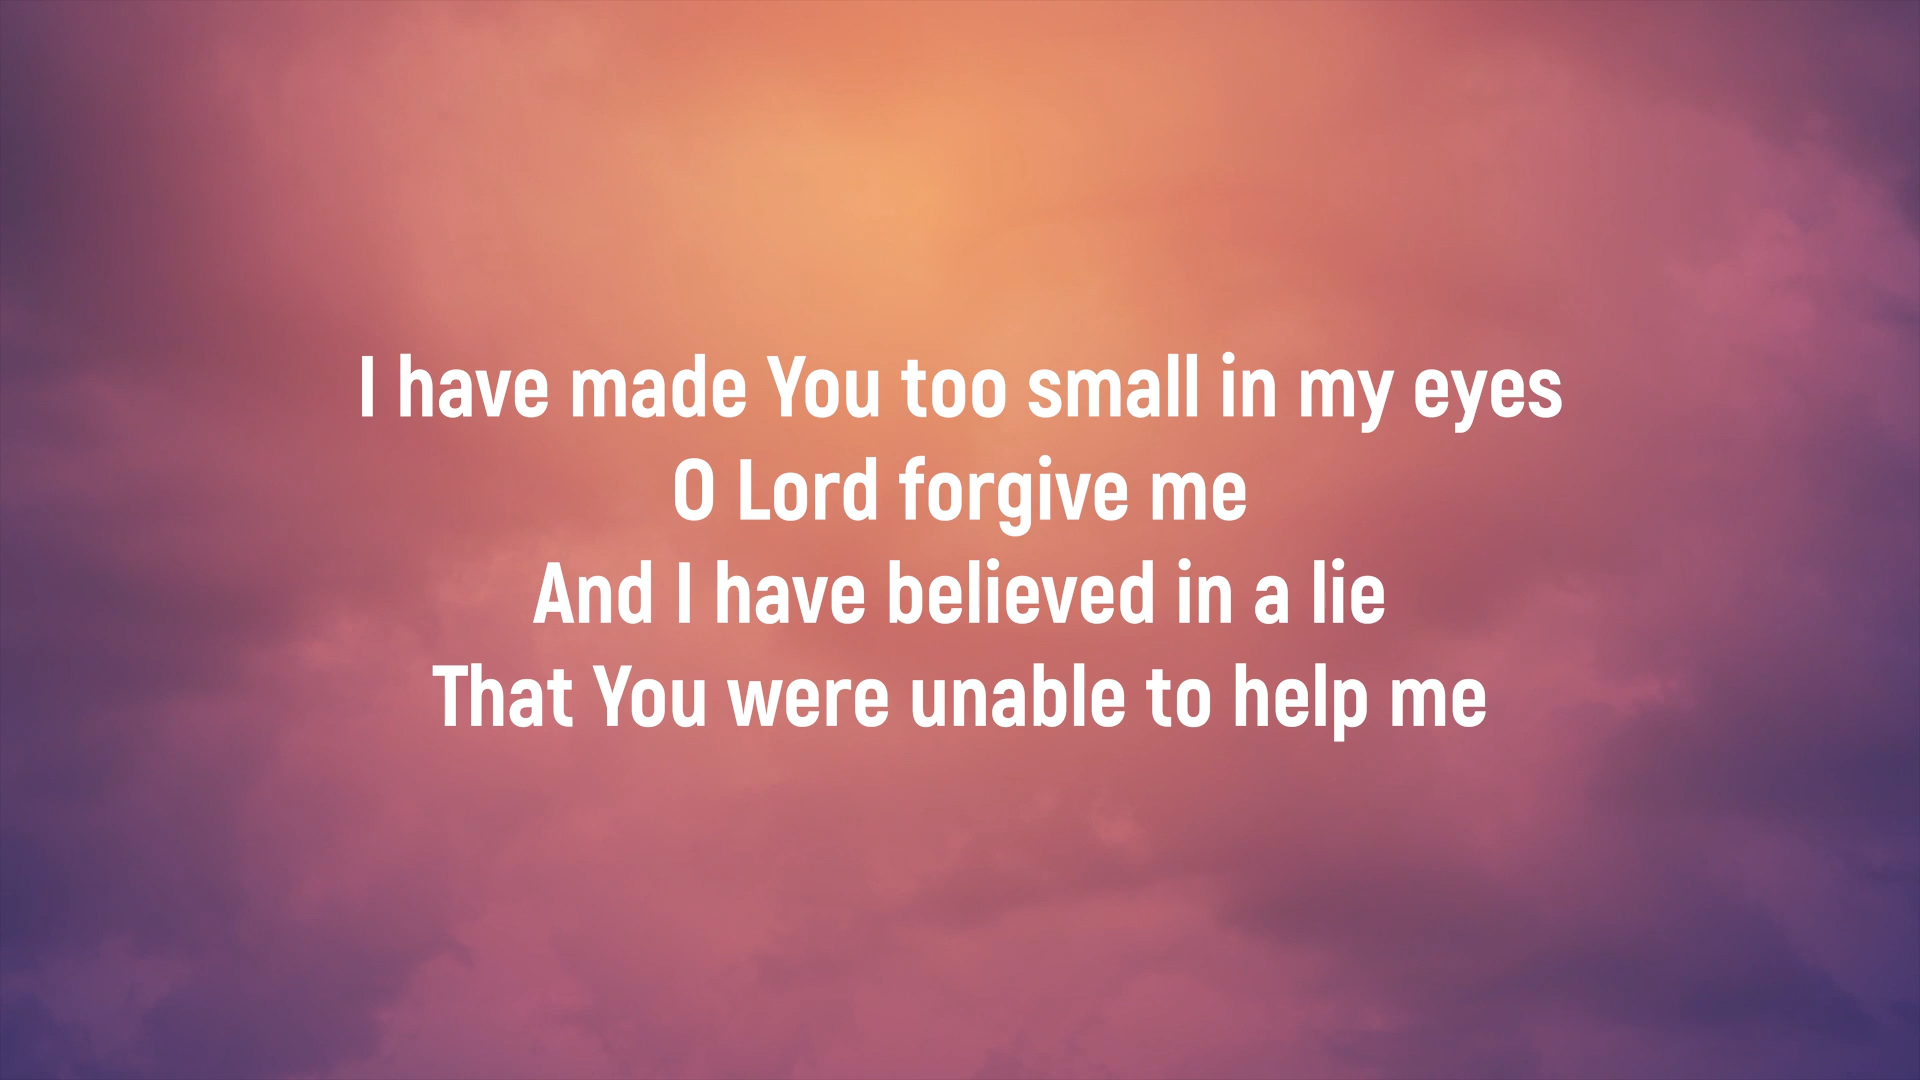 I have made You too small in my eyes
O Lord forgive me
And I have believed in a lie
That You were unable to help me